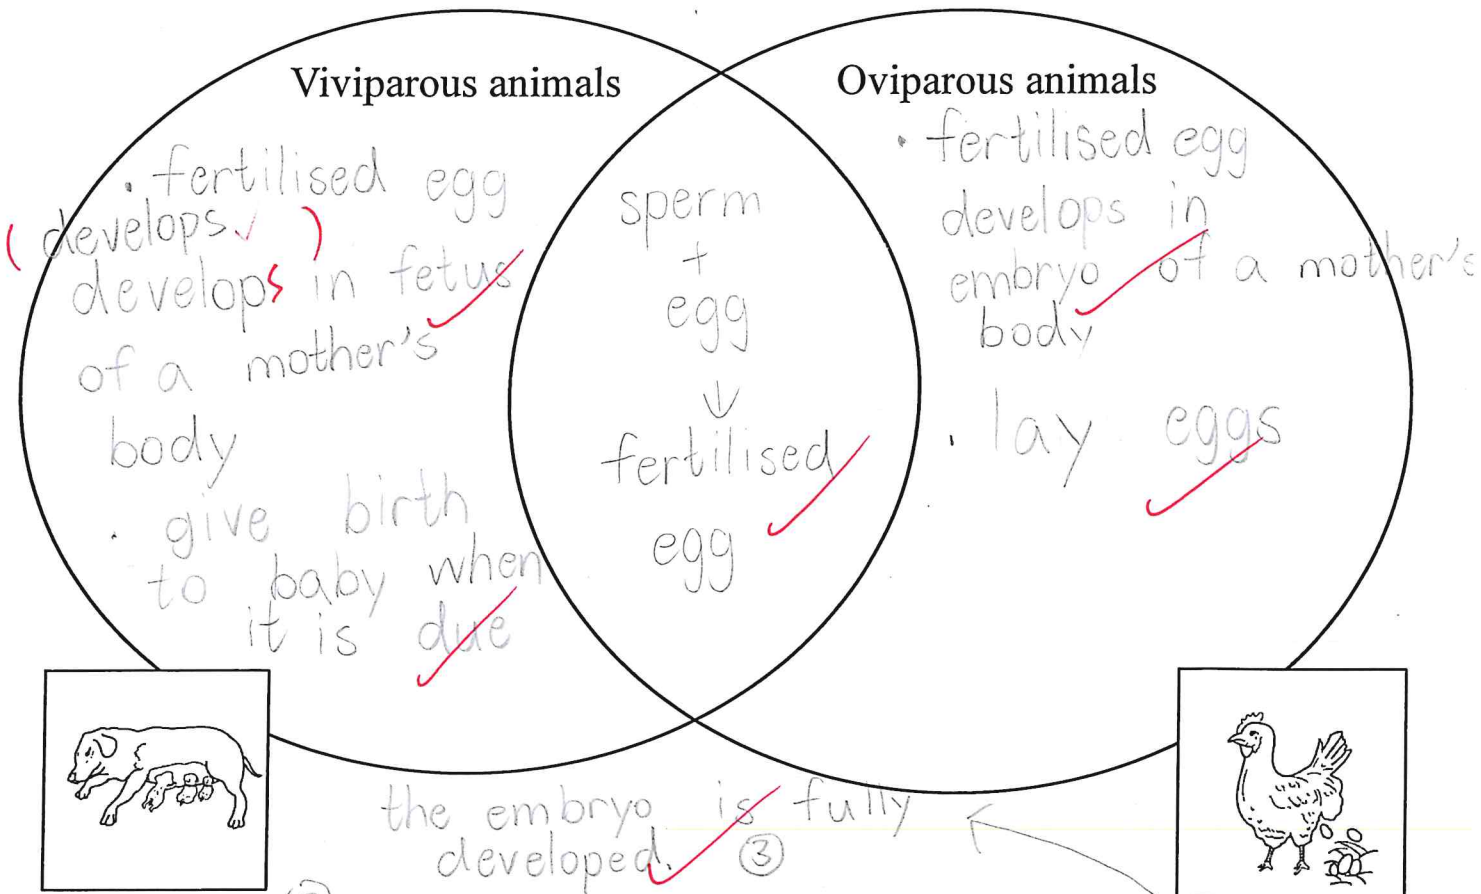 Viviparous animals
· fertilised egg
(develops )
develops in fetus
of a mother's
body
· give birth
to baby when
it is due
sperm
+
egg
↓
fertilised
egg
Oviparous animals
· fertilised egg
develops in
embryo of a mother's
body
· lay eggs
the embryo is fully
developed. ③